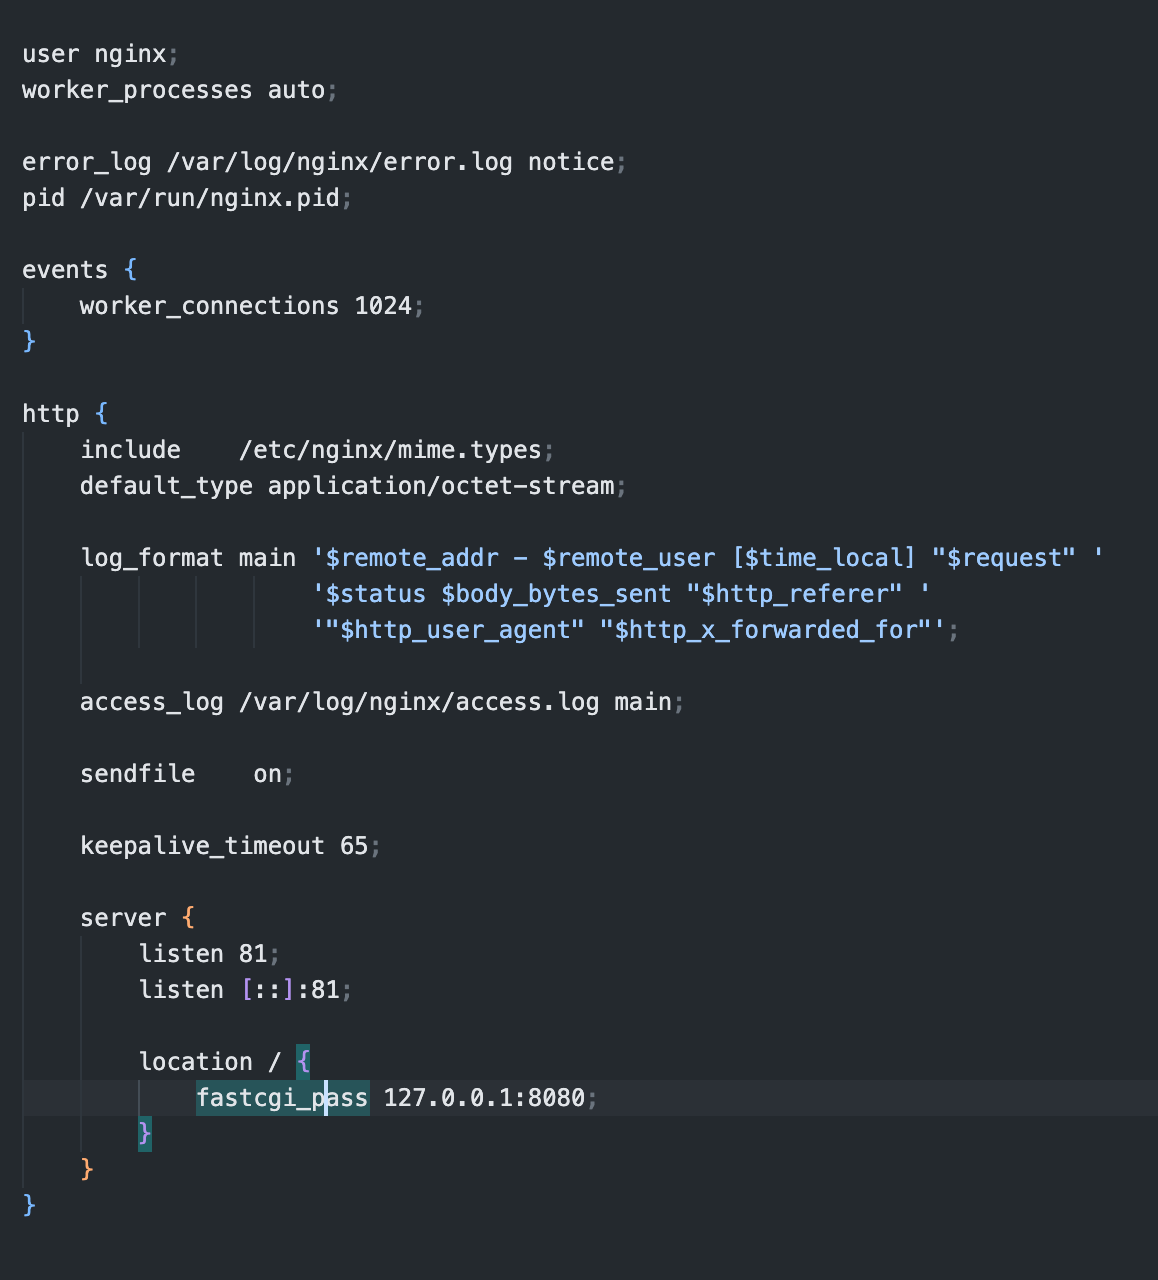 user nginx;
worker_processes auto;
error_log /var/log/nginx/error.log notice;
pid /var/run/nginx.pid;
events {
    worker_connections 1024;
}
http {
    include    /etc/nginx/mime.types;
    default_type application/octet-stream;
    log_format main '$remote_addr - $remote_user [$time_local] "$request" '
                    '$status $body_bytes_sent "$http_referer" '
                    '"$http_user_agent" "$http_x_forwarded_for"';
    access_log /var/log/nginx/access.log main;
    sendfile    on;
    keepalive_timeout 65;
    server {
        listen 81;
        listen [::]:81;
        location / {
            fastcgi_pass 127.0.0.1:8080;
        }
    }
}